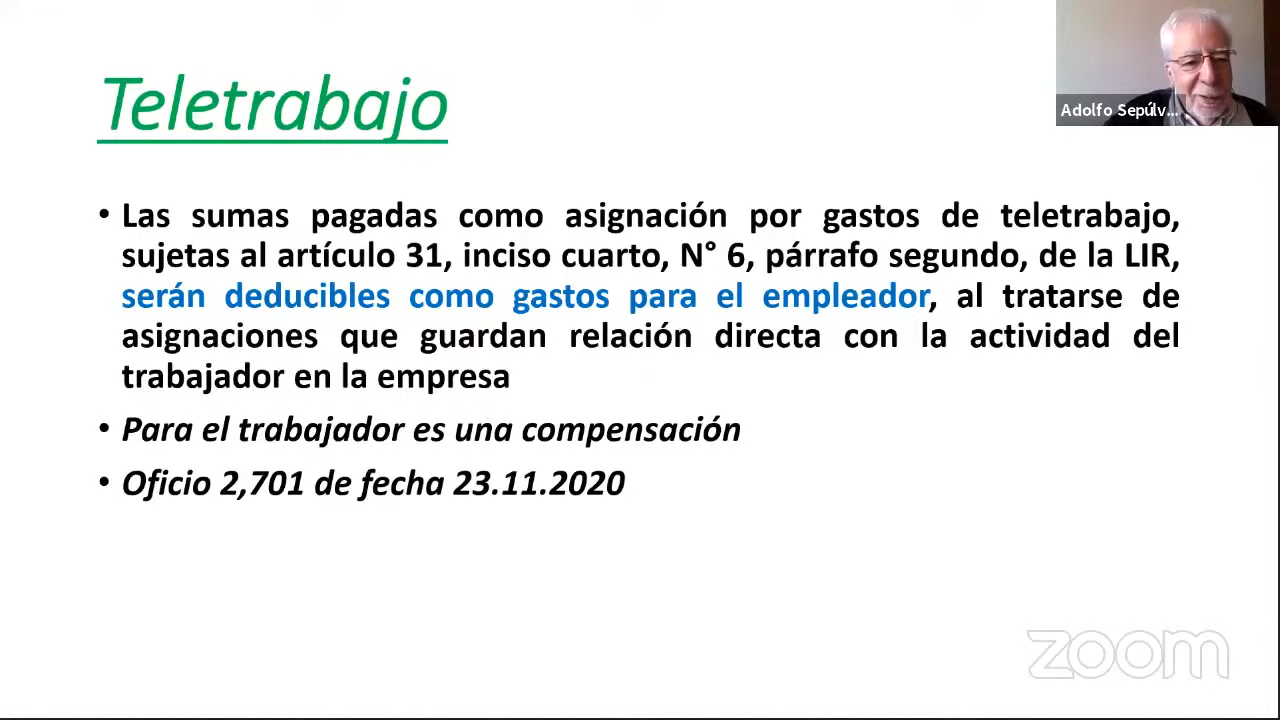 Teletrabajo
Adolfo Sepúlv...
• Las sumas pagadas como asignación por gastos de teletrabajo,
sujetas al artículo 31, inciso cuarto, N° 6, párrafo segundo, de la LIR,
serán deducibles como gastos para el empleador, al tratarse de
asignaciones que guardan relación directa con la actividad del
trabajador en la empresa
• Para el trabajador es una compensación
• Oficio 2,701 de fecha 23.11.2020
zoom